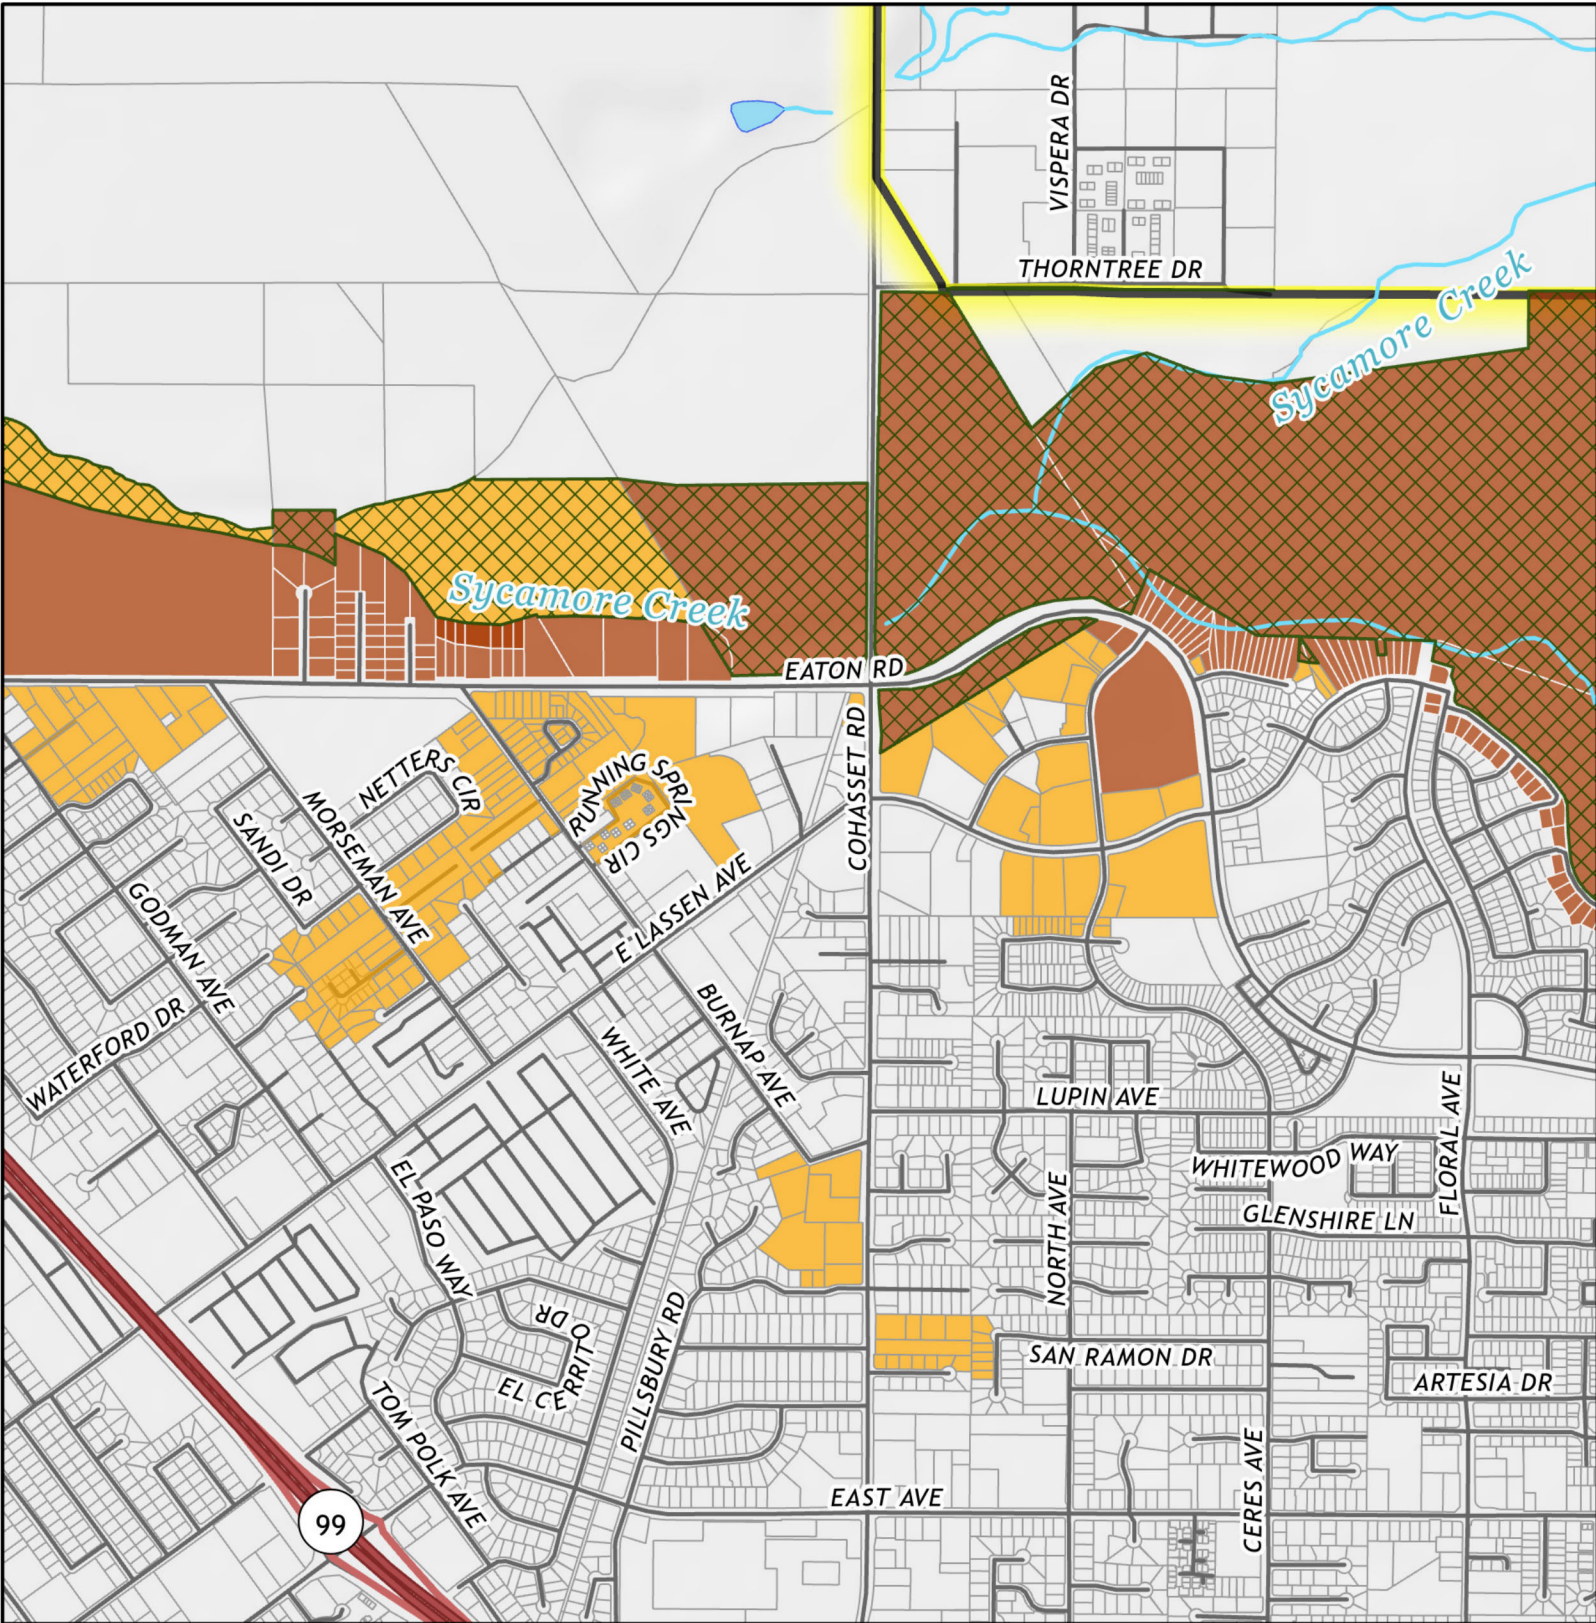 VISPERA DR
THORNTREE DR
Sycamore Creek
Sycamore Creek
EATON RD
COHASSET RD
NETTERS CIR
RUNNING SPRINGS CIR
MORSEMAN AVE
SANDI DR
GODMAN AVE
E LASSEN AVE
WATERFORD DR
BURNAP AVE
WHITE AVE
LUPIN AVE
WHITEWOOD WAY
FLORAL AVE
GLENSHIRE LN
NORTH AVE
EL PASO WAY
EL CERRITO DR
PILLSBURY RD
SAN RAMON DR
ARTESIA DR
TOM POLK AVE
EAST AVE
CERES AVE
99